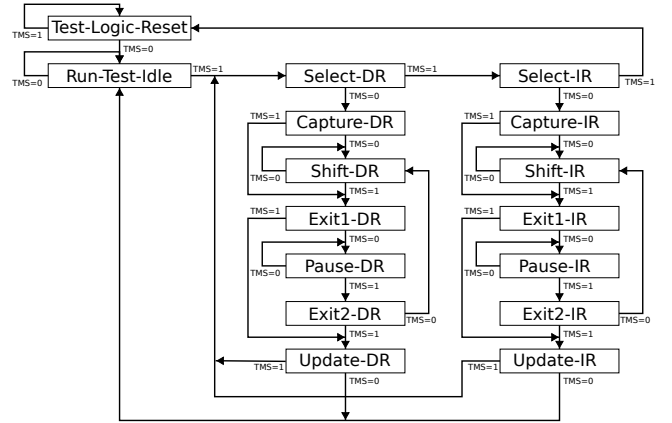 Test-Logic-Reset
TMS=1
TMS=0
Run-Test-Idle
TMS=0
TMS=1
Select-DR
TMS=1
Select-IR
TMS=1
TMS=0
TMS=0
TMS=1
Capture-DR
TMS=1
Capture-IR
TMS=0
TMS=0
Shift-DR
Shift-IR
TMS=0
TMS=1
TMS=0
TMS=1
TMS=1
Exit1-DR
TMS=1
Exit1-IR
TMS=0
TMS=0
Pause-DR
Pause-IR
TMS=0
TMS=1
TMS=0
TMS=1
Exit2-DR
TMS=0
Exit2-IR
TMS=0
TMS=1
TMS=1
Update-DR
Update-IR
TMS=1
TMS=0
TMS=1
TMS=0